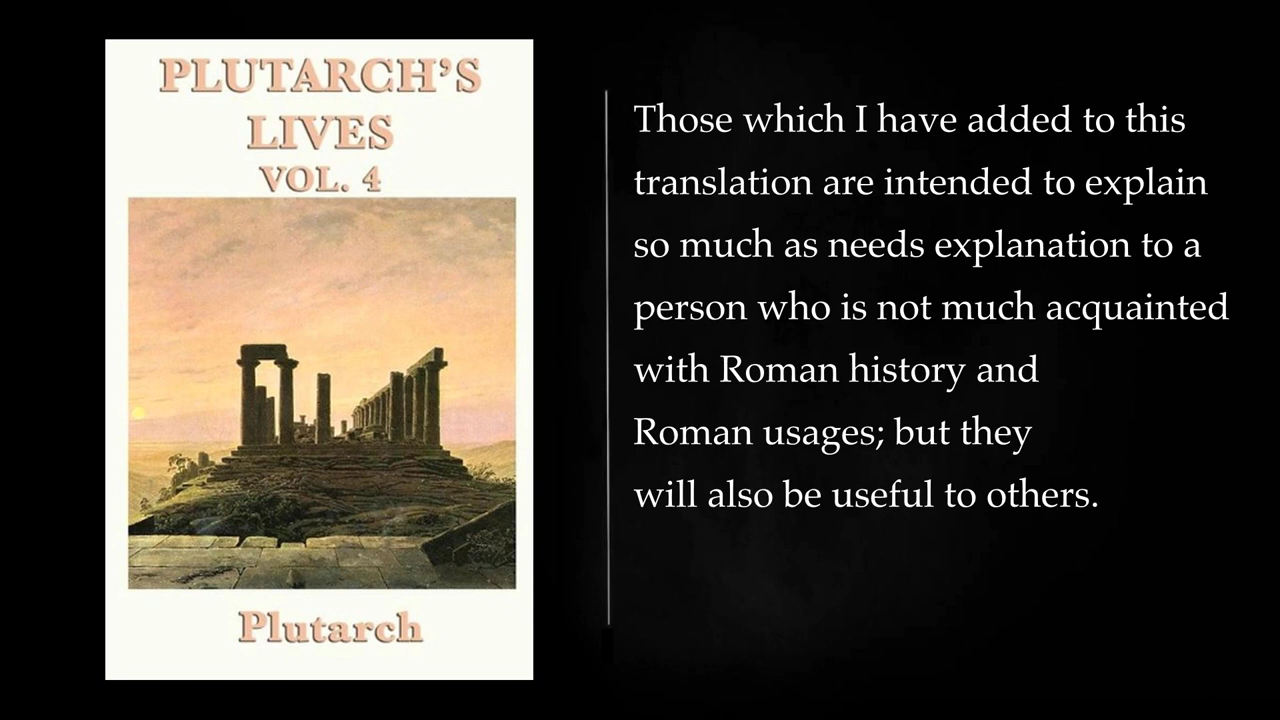 PLUTARCH'S
LIVES
VOL. 4
Plutarch
Those which I have added to this
translation are intended to explain
so much as needs explanation to a
person who is not much acquainted
with Roman history and
Roman usages; but they
will also be useful to others.